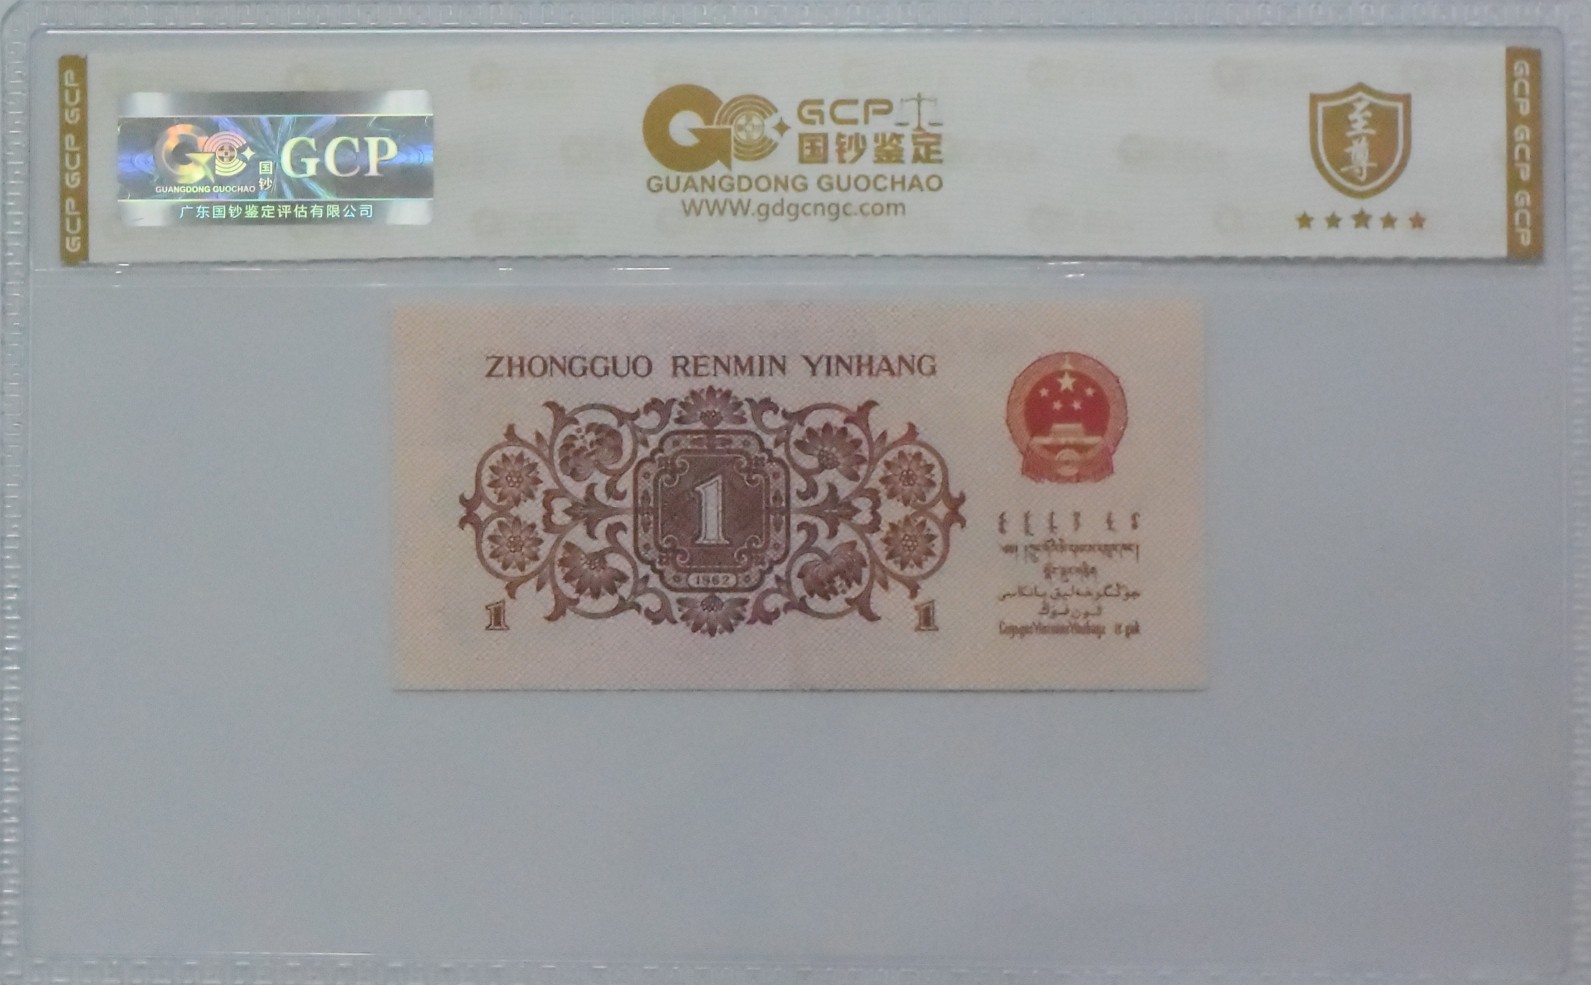 GCP GCP GCP
国钞 GCP
GUANGDONG GUOCHAO
广东国钞鉴定评估有限公司
GCP
国钞鉴定
GUANGDONG GUOCHAO
WWW.gdgcngc.com
至尊
GCP GCP GCP
ZHONGGUO RENMIN YINHANG
1
1962
1
1